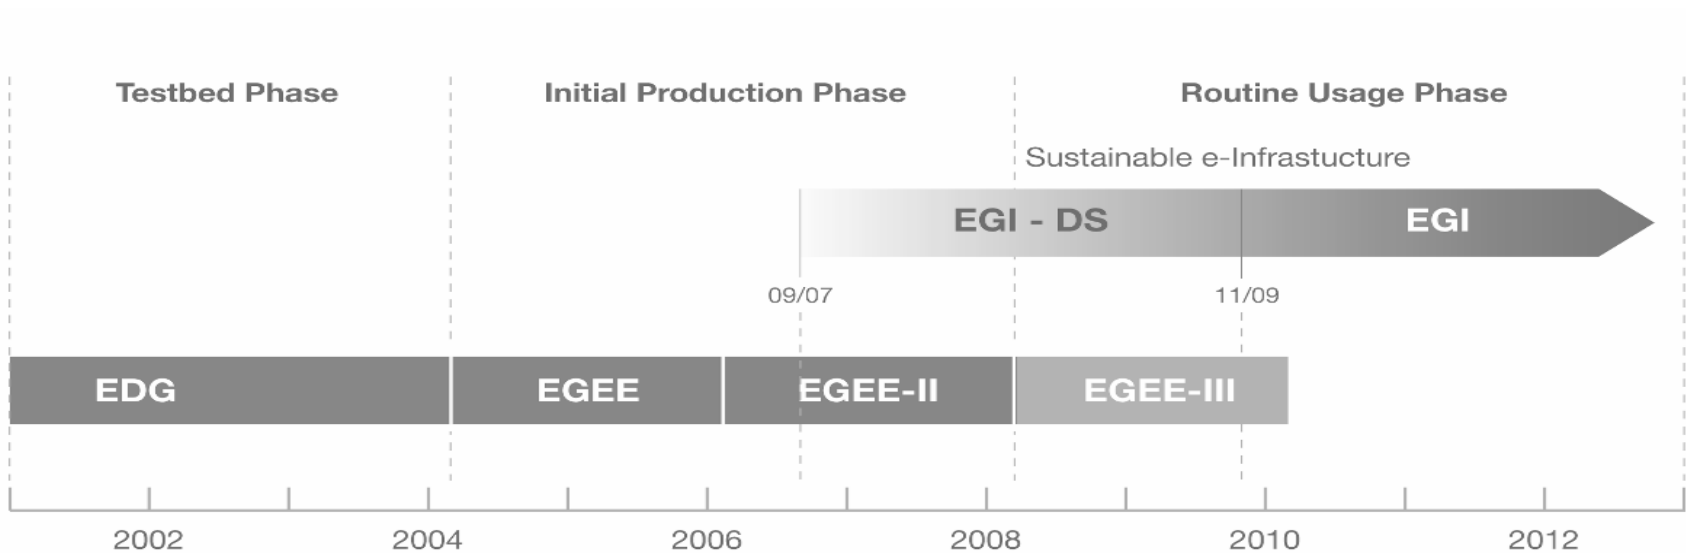 Testbed Phase
Initial Production Phase
Routine Usage Phase
Sustainable e-Infrastucture
EGI - DS
EGI
09/07
11/09
EDG
EGEE
EGEE-II
EGEE-III
2002
2004
2006
2008
2010
2012